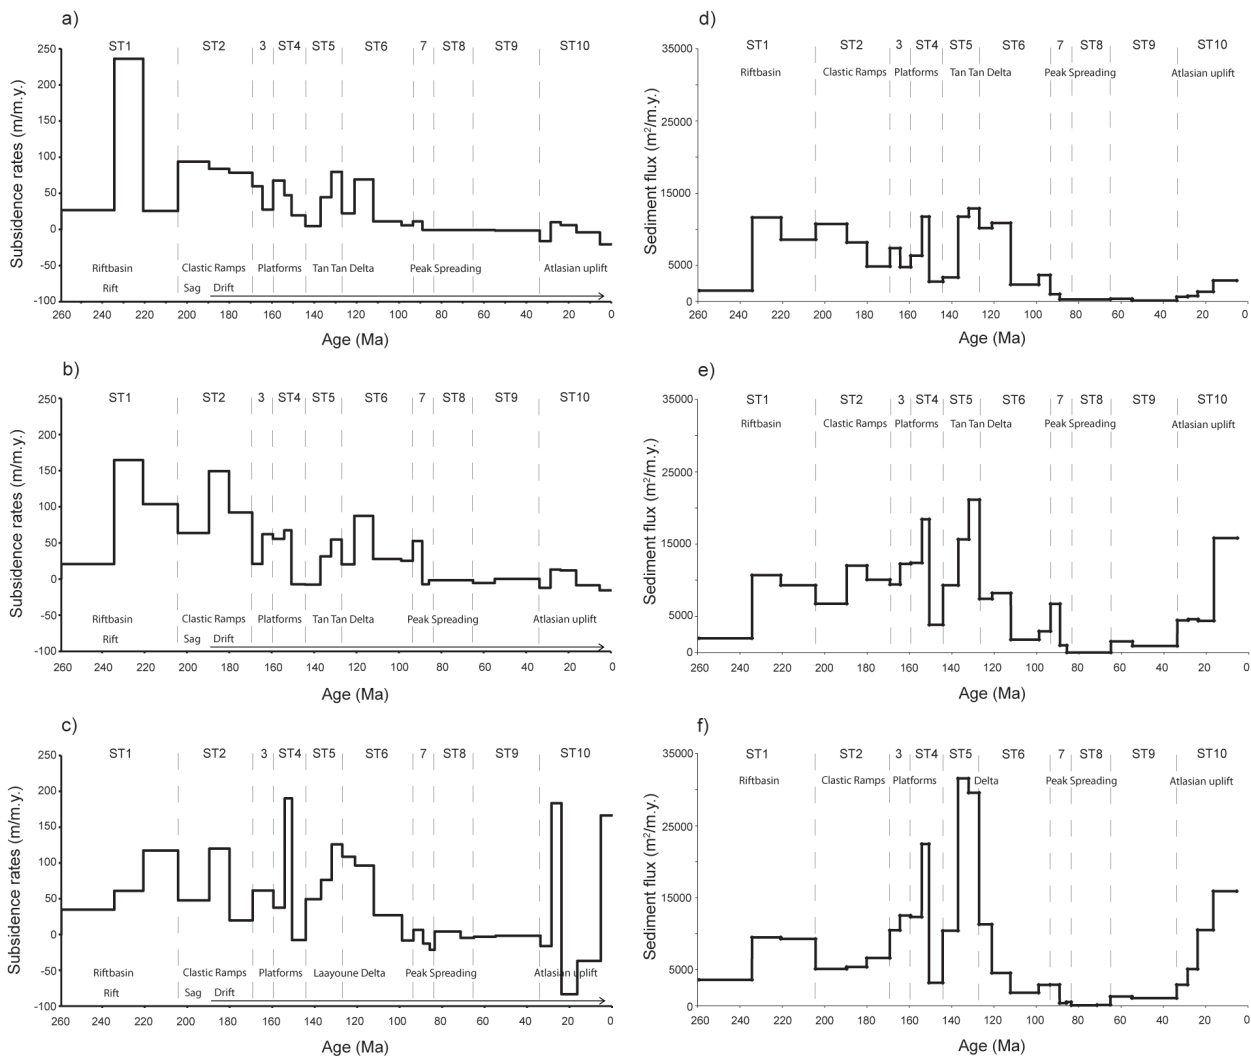 a)
ST1 ST2 3 ST4 ST5 ST6 7 ST8 ST9 ST10
250
200
150
100
50
0
-50
-100
Subsidence rates (m/m.y.)
Riftbasin Clastic Ramps Platforms Tan Tan Delta Peak Spreading Atlasian uplift
Rift Sag Drift
260 240 220 200 180 160 140 120 100 80 60 40 20 0
Age (Ma)
d)
ST1 ST2 3 ST4 ST5 ST6 7 ST8 ST9 ST10
Riftbasin Clastic Ramps Platforms Tan Tan Delta Peak Spreading Atlasian uplift
35000
25000
15000
5000
0
Sediment flux (m²/m.y.)
260 240 220 200 180 160 140 120 100 80 60 40 20 0
Age (Ma)
b)
ST1 ST2 3 ST4 ST5 ST6 7 ST8 ST9 ST10
250
200
150
100
50
0
-50
-100
Subsidence rates (m/m.y.)
Riftbasin Clastic Ramps Platforms Tan Tan Delta Peak Spreading Atlasian uplift
Rift Sag Drift
260 240 220 200 180 160 140 120 100 80 60 40 20 0
Age (Ma)
e)
ST1 ST2 3 ST4 ST5 ST6 7 ST8 ST9 ST10
Riftbasin Clastic Ramps Platforms Tan Tan Delta Peak Spreading Atlasian uplift
35000
25000
15000
5000
0
Sediment flux (m²/m.y.)
260 240 220 200 180 160 140 120 100 80 60 40 20 0
Age (Ma)
c)
ST1 ST2 3 ST4 ST5 ST6 7 ST8 ST9 ST10
250
200
150
100
50
0
-50
-100
Subsidence rates (m/m.y.)
Riftbasin Clastic Ramps Platforms Laayoune Delta Peak Spreading Atlasian uplift
Rift Sag Drift
260 240 220 200 180 160 140 120 100 80 60 40 20 0
Age (Ma)
f)
ST1 ST2 3 ST4 ST5 ST6 7 ST8 ST9 ST10
Riftbasin Clastic Ramps Platforms Delta Peak Spreading Atlasian uplift
35000
25000
15000
5000
0
Sediment flux (m²/m.y.)
260 240 220 200 180 160 140 120 100 80 60 40 20 0
Age (Ma)